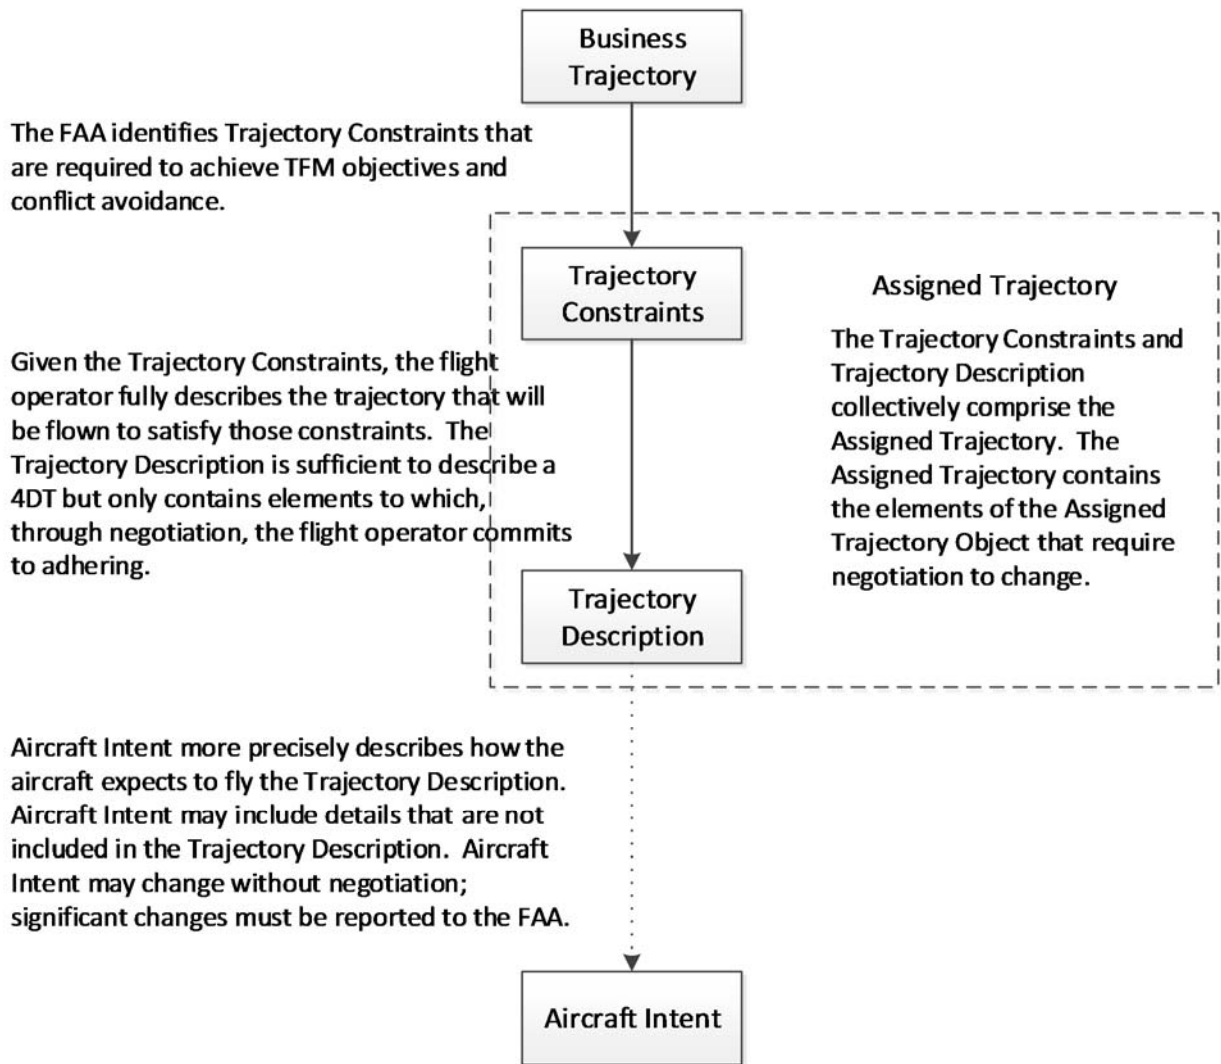 Business
Trajectory
The FAA identifies Trajectory Constraints that
are required to achieve TFM objectives and
conflict avoidance.
Trajectory
Constraints
Assigned Trajectory
The Trajectory Constraints and
Trajectory Description
collectively comprise the
Assigned Trajectory.  The
Assigned Trajectory contains
the elements of the Assigned
Trajectory Object that require
negotiation to change.
Given the Trajectory Constraints, the flight
operator fully describes the trajectory that will
be flown to satisfy those constraints.  The
Trajectory Description is sufficient to describe a
4DT but only contains elements to which,
through negotiation, the flight operator commits
to adhering.
Trajectory
Description
Aircraft Intent more precisely describes how the
aircraft expects to fly the Trajectory Description.
Aircraft Intent may include details that are not
included in the Trajectory Description.  Aircraft
Intent may change without negotiation;
significant changes must be reported to the FAA.
Aircraft Intent